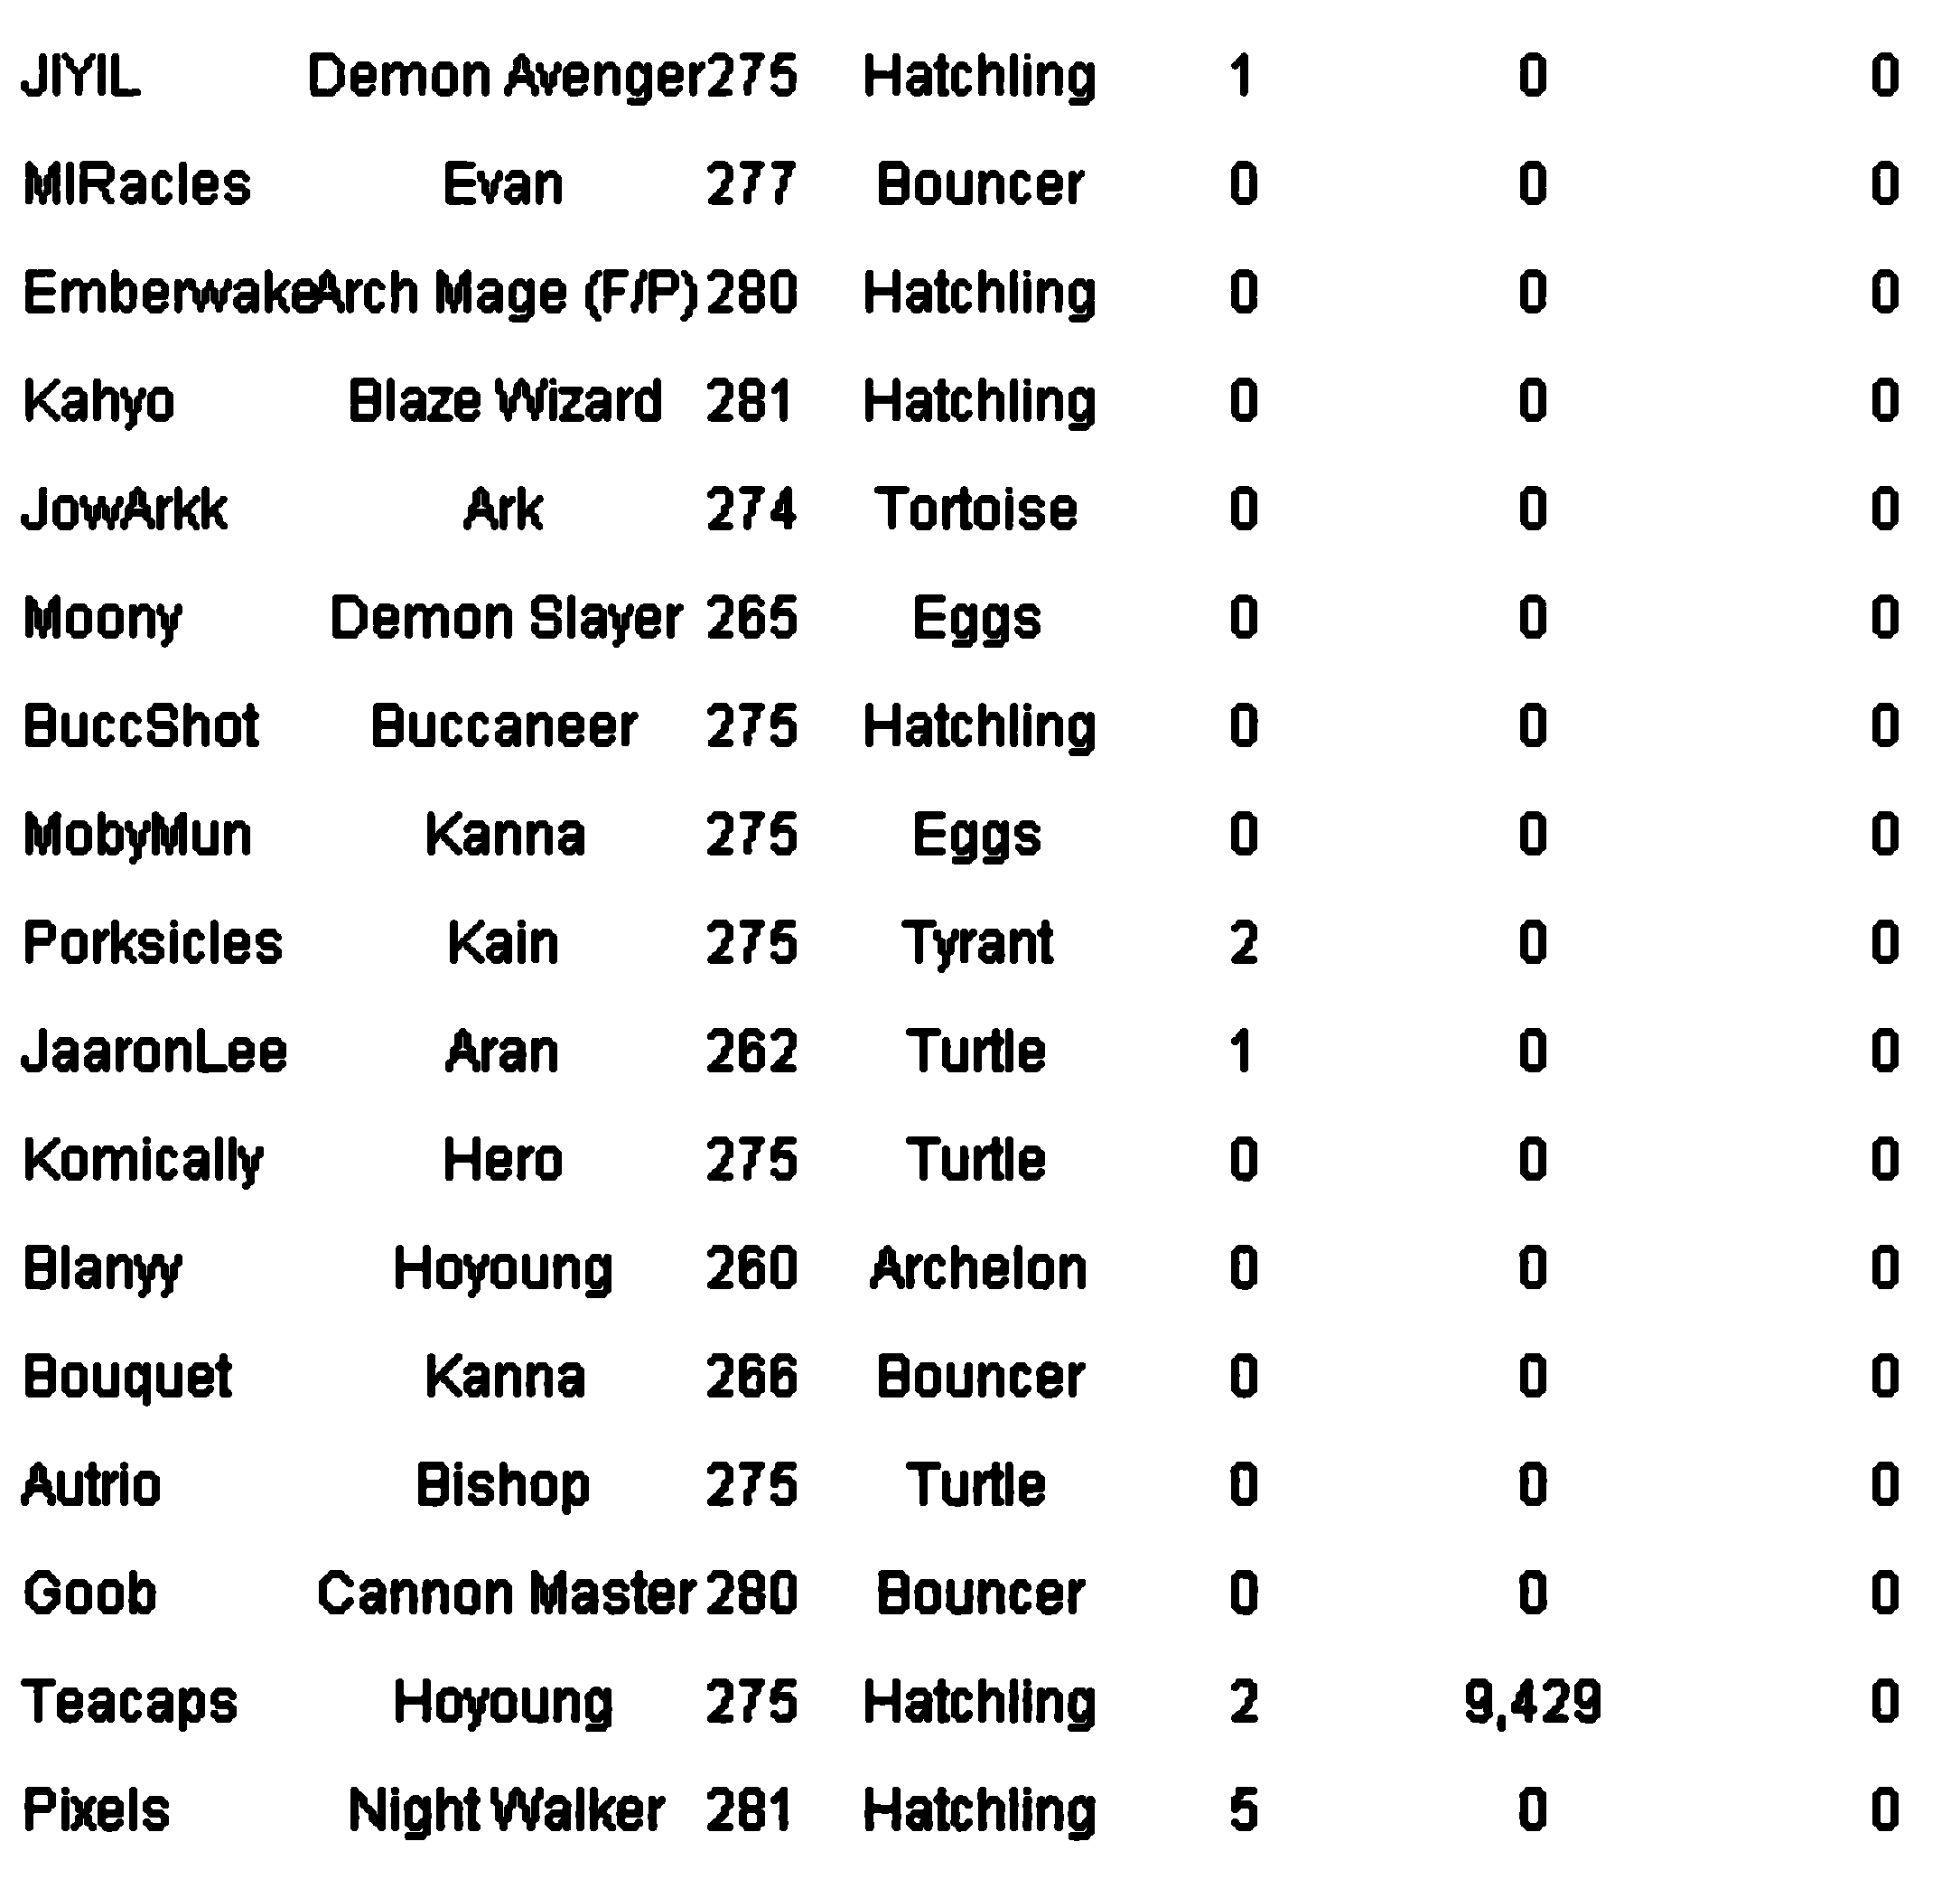 JIYIL Demon Avenger 275 Hatchling 1 0 0
MIRacles Evan 277 Bouncer 0 0 0
Emberwake Arch Mage (F/P) 280 Hatchling 0 0 0
Kahyo Blaze Wizard 281 Hatchling 0 0 0
JowArkk Ark 274 Tortoise 0 0 0
Moony Demon Slayer 265 Eggs 0 0 0
BuccShot Buccaneer 275 Hatchling 0 0 0
MobyMun Kanna 275 Eggs 0 0 0
Porksicles Kain 275 Tyrant 2 0 0
JaaronLee Aran 262 Turtle 1 0 0
Komically Hero 275 Turtle 0 0 0
Blanyy Hoyoung 260 Archelon 0 0 0
Bouquet Kanna 266 Bouncer 0 0 0
Autrio Bishop 275 Turtle 0 0 0
Goob Cannon Master 280 Bouncer 0 0 0
Teacaps Hoyoung 275 Hatchling 2 9,429 0
Pixels Night Walker 281 Hatchling 5 0 0